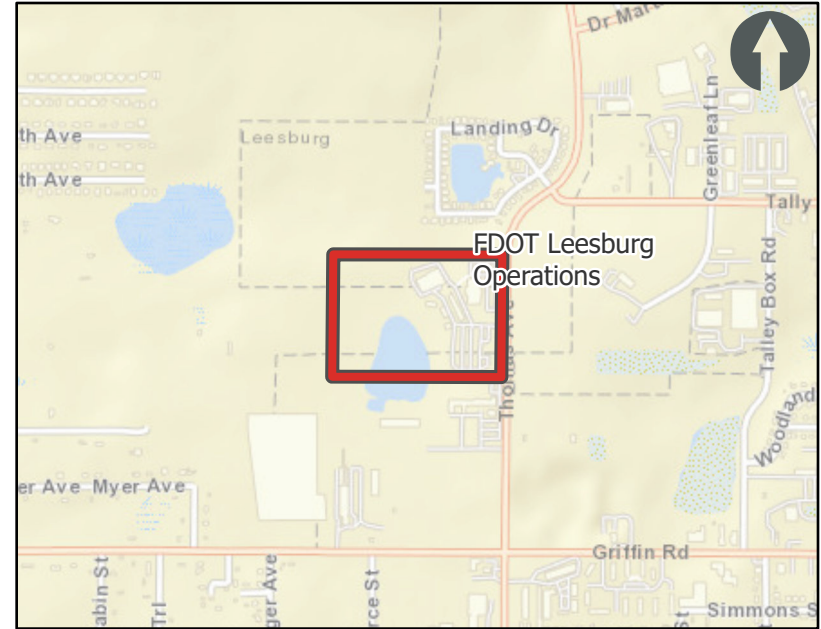 Dr Mar
th Ave
Leesburg
Landing Dr
Greenleaf Ln
th Ave
Tally
FDOT Leesburg
Operations
Talley Box Rd
Thomas Ave
Woodland
er Ave
Myer Ave
Griffin Rd
abin St
Trl
ger Ave
rce St
St
Simmons S